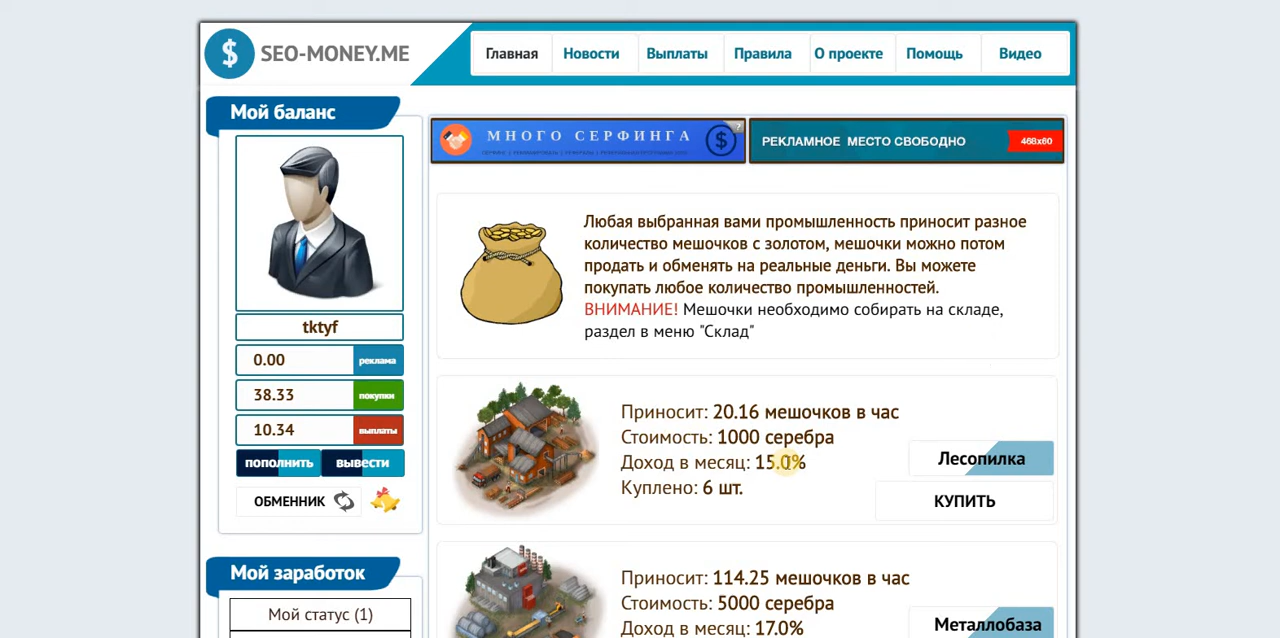 $ SEO-MONEY.ME
Главная Новости Выплаты Правила О проекте Помощь Видео
Мой баланс
tktyf
0.00 реклама
38.33 покупки
10.34 выплаты
пополнить вывести
ОБМЕННИК
Мой заработок
Мой статус (1)
МНОГО СЕРФИНГА $ ?
РЕКЛАМНОЕ МЕСТО СВОБОДНО 468x60
Любая выбранная вами промышленность приносит разное
количество мешочков с золотом, мешочки можно потом
продать и обменять на реальные деньги. Вы можете
покупать любое количество промышленностей.
ВНИМАНИЕ! Мешочки необходимо собирать на складе,
раздел в меню "Склад"
Приносит: 20.16 мешочков в час
Стоимость: 1000 серебра
Доход в месяц: 15.0%
Куплено: 6 шт.
Лесопилка
КУПИТЬ
Приносит: 114.25 мешочков в час
Стоимость: 5000 серебра
Доход в месяц: 17.0%
Металлобаза